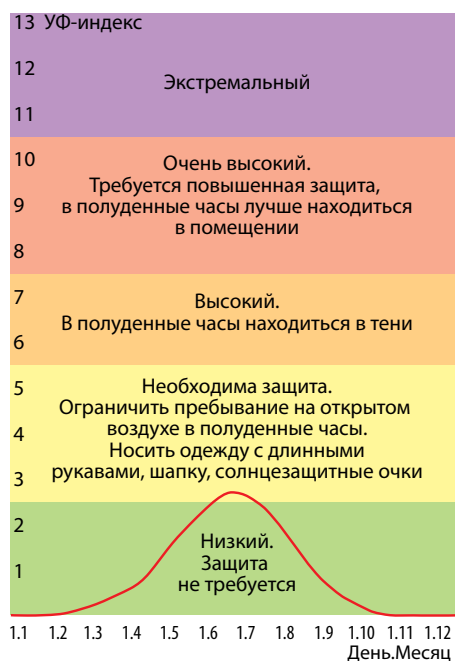 13 УФ-индекс
12
Экстремальный
11
10
Очень высокий.
Требуется повышенная защита,
9
в полуденные часы лучше находиться
в помещении
8
7
Высокий.
В полуденные часы находиться в тени
6
5
Необходима защита.
Ограничить пребывание на открытом
4
воздухе в полуденные часы.
Носить одежду с длинными
3
рукавами, шапку, солнцезащитные очки
2
Низкий.
1
Защита
не требуется
1.1 1.2 1.3 1.4 1.5 1.6 1.7 1.8 1.9 1.10 1.11 1.12
День.Месяц